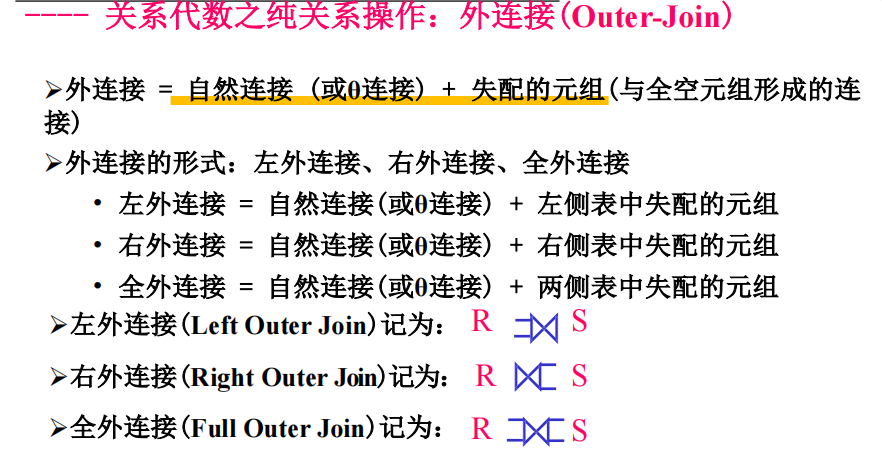 ---- 关系代数之纯关系操作：外连接(Outer-Join)
➢外连接 = 自然连接 (或θ连接) + 失配的元组(与全空元组形成的连
接)
➢外连接的形式：左外连接、右外连接、全外连接
• 左外连接 = 自然连接(或θ连接) + 左侧表中失配的元组
• 右外连接 = 自然连接(或θ连接) + 右侧表中失配的元组
• 全外连接 = 自然连接(或θ连接) + 两侧表中失配的元组
➢左外连接(Left Outer Join)记为： R ⟕ S
➢右外连接(Right Outer Join)记为： R ⟖ S
➢全外连接(Full Outer Join)记为： R ⟗ S